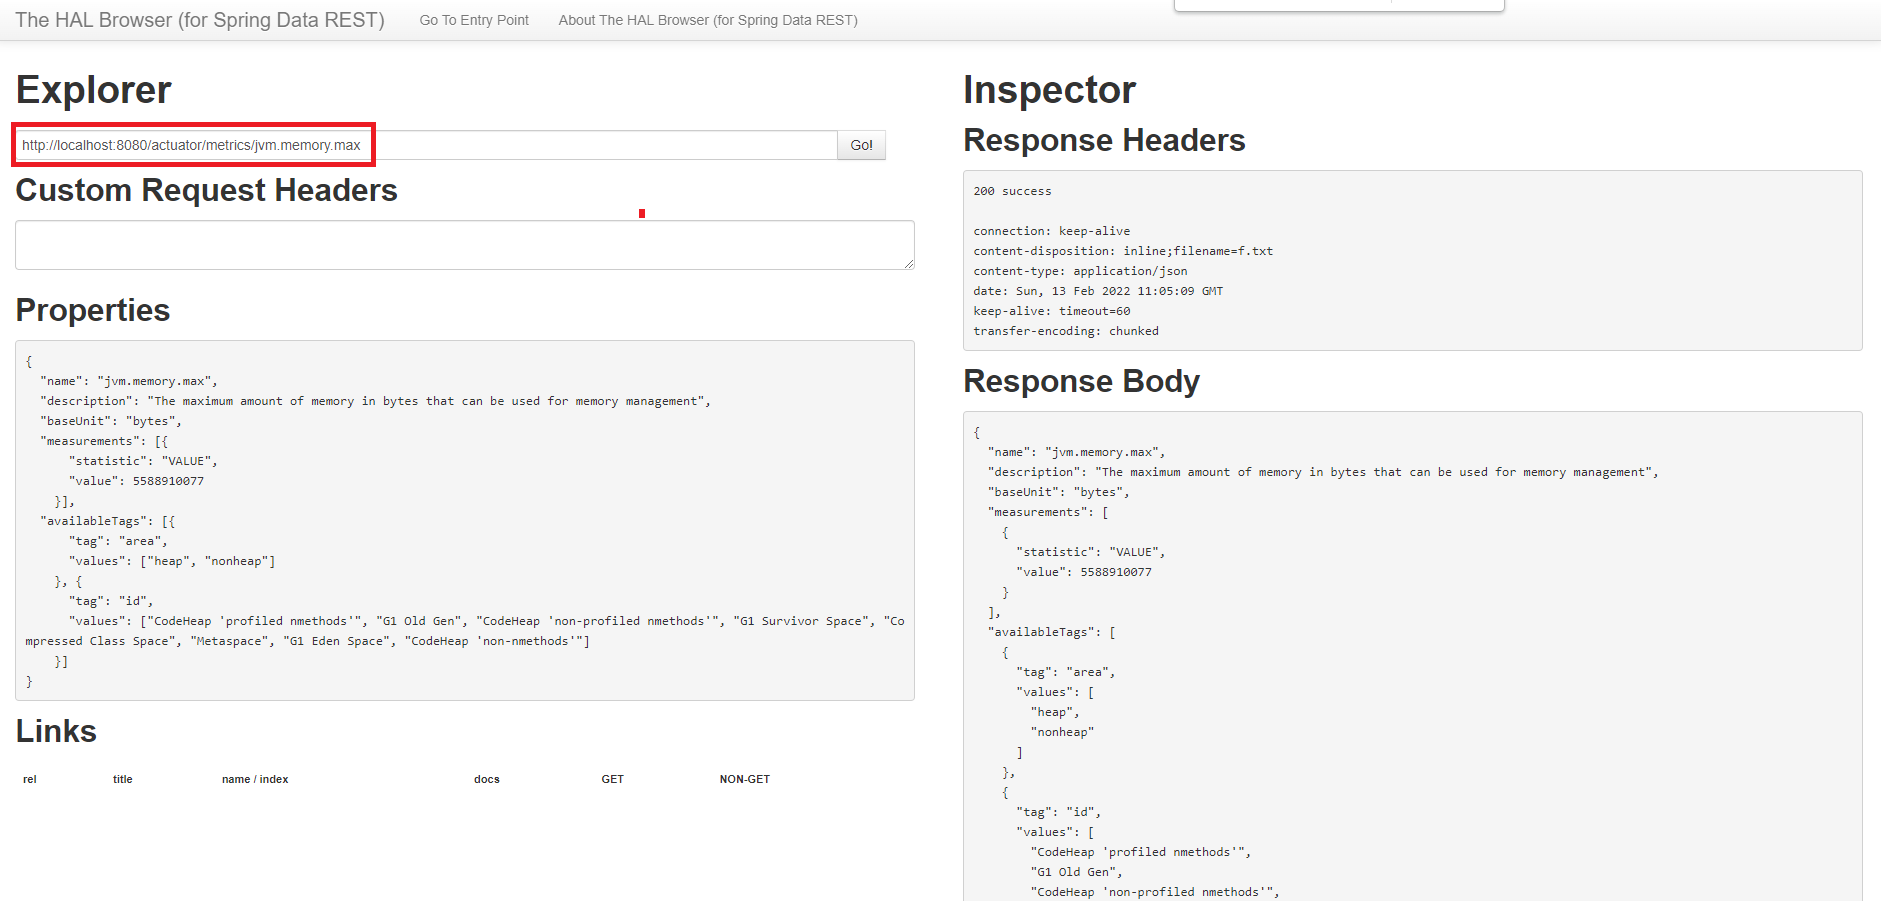 The HAL Browser (for Spring Data REST) Go To Entry Point About The HAL Browser (for Spring Data REST)
Explorer
http://localhost:8080/actuator/metrics/jvm.memory.max Go!
Custom Request Headers
Properties
{
  "name": "jvm.memory.max",
  "description": "The maximum amount of memory in bytes that can be used for memory management",
  "baseUnit": "bytes",
  "measurements": [{
      "statistic": "VALUE",
      "value": 5588910077
    }],
  "availableTags": [{
      "tag": "area",
      "values": ["heap", "nonheap"]
    }, {
      "tag": "id",
      "values": ["CodeHeap 'profiled nmethods'", "G1 Old Gen", "CodeHeap 'non-profiled nmethods'", "G1 Survivor Space", "Co
mpressed Class Space", "Metaspace", "G1 Eden Space", "CodeHeap 'non-nmethods'"]
    }]
}
Links
rel title name / index docs GET NON-GET
Inspector
Response Headers
200 success
connection: keep-alive
content-disposition: inline;filename=f.txt
content-type: application/json
date: Sun, 13 Feb 2022 11:05:09 GMT
keep-alive: timeout=60
transfer-encoding: chunked
Response Body
{
  "name": "jvm.memory.max",
  "description": "The maximum amount of memory in bytes that can be used for memory management",
  "baseUnit": "bytes",
  "measurements": [
    {
      "statistic": "VALUE",
      "value": 5588910077
    }
  ],
  "availableTags": [
    {
      "tag": "area",
      "values": [
        "heap",
        "nonheap"
      ]
    },
    {
      "tag": "id",
      "values": [
        "CodeHeap 'profiled nmethods'",
        "G1 Old Gen",
        "CodeHeap 'non-profiled nmethods'",